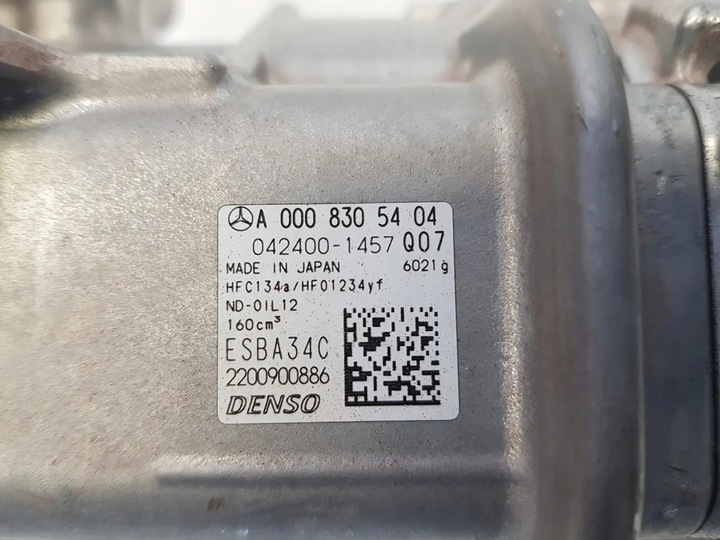 A 000 830 54 04
042400-1457 Q07
MADE IN JAPAN 6021g
HFC134a/HFO1234yf
ND-OIL12
160cm³
ESBA34C
2200900886
DENSO